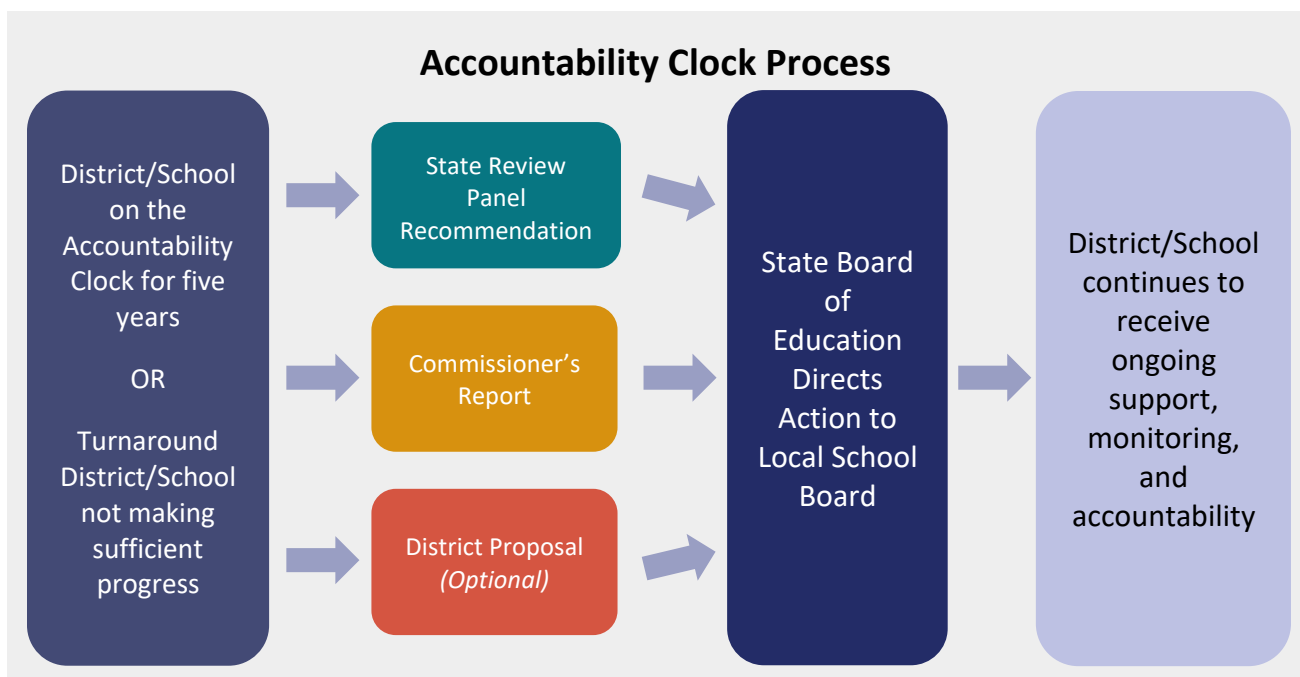 Accountability Clock Process
District/School
on the
Accountability
Clock for five
years
OR
Turnaround
District/School
not making
sufficient
progress
State Review
Panel
Recommendation
Commissioner’s
Report
District Proposal
(Optional)
State Board
of
Education
Directs
Action to
Local School
Board
District/School
continues to
receive
ongoing
support,
monitoring,
and
accountability